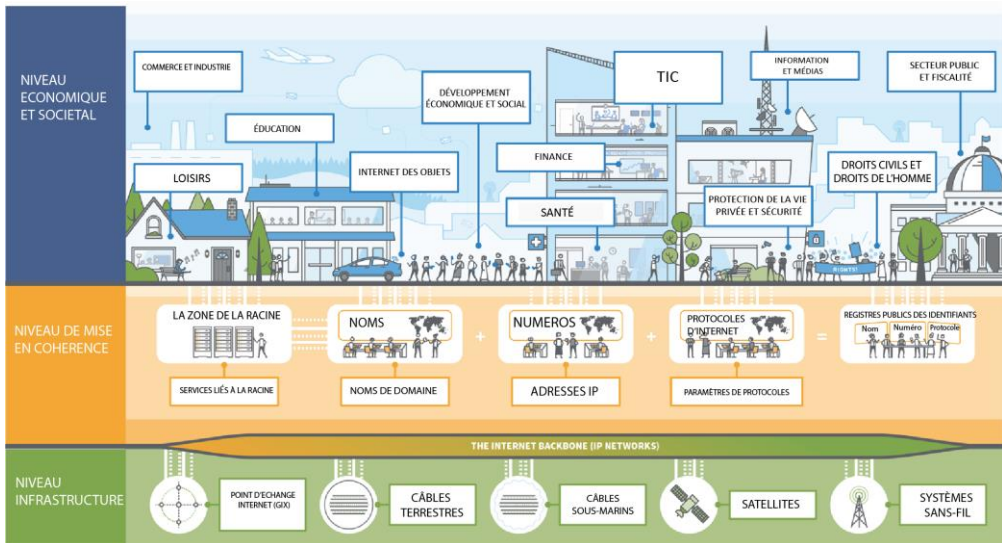 NIVEAU
ECONOMIQUE
ET SOCIETAL
COMMERCE ET INDUSTRIE
LOISIRS
ÉDUCATION
INTERNET DES OBJETS
DÉVELOPPEMENT
ÉCONOMIQUE ET SOCIAL
TIC
FINANCE
SANTÉ
INFORMATION
ET MÉDIAS
PROTECTION DE LA VIE
PRIVÉE ET SÉCURITÉ
SECTEUR PUBLIC
ET FISCALITÉ
DROITS CIVILS ET
DROITS DE L'HOMME
RIGHTS!
NIVEAU DE MISE
EN COHERENCE
LA ZONE DE LA RACINE
SERVICES LIÉS À LA RACINE
NOMS
NOMS DE DOMAINE
+
NUMEROS
ADRESSES IP
+
PROTOCOLES
D'INTERNET
PARAMÈTRES DE PROTOCOLES
=
REGISTRES PUBLICS DES IDENTIFIANTS
Nom
Numéro
Protocole
THE INTERNET BACKBONE (IP NETWORKS)
NIVEAU
INFRASTRUCTURE
POINT D'ECHANGE
INTERNET (GIX)
CÂBLES
TERRESTRES
CÂBLES
SOUS-MARINS
SATELLITES
SYSTÈMES
SANS-FIL